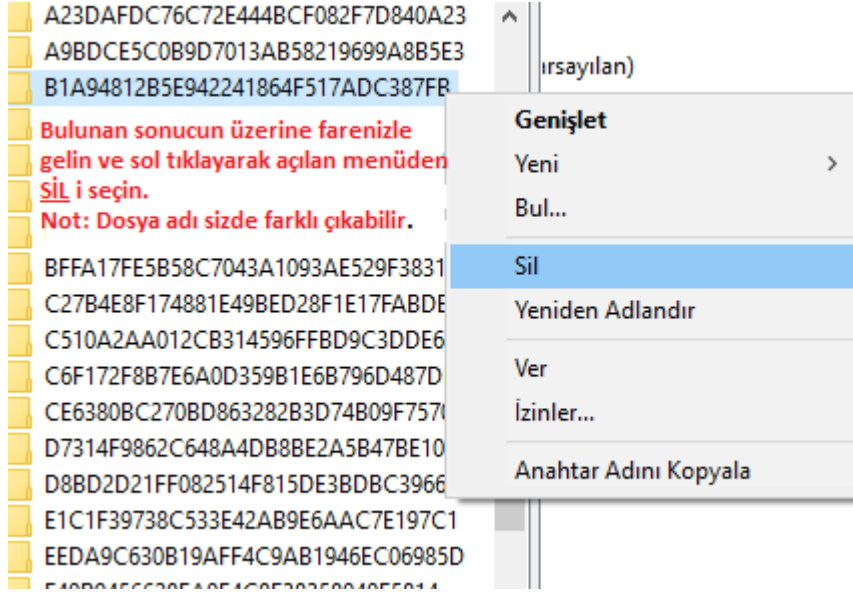 A23DAFDC76C72E444BCF082F7D840A23
A9BDCE5C0B9D7013AB58219699A8B5E3
B1A94812B5E942241864F517ADC387FB
Bulunan sonucun üzerine farenizle
gelin ve sol tıklayarak açılan menüden
SİL i seçin.
Not: Dosya adı sizde farklı çıkabilir.
BFFA17FE5B58C7043A1093AE529F3831
C27B4E8F174881E49BED28F1E17FABDE
C510A2AA012CB314596FFBD9C3DDE6
C6F172F8B7E6A0D359B1E6B796D487D
CE6380BC270BD863282B3D74B09F757
D7314F9862C648A4DB8BE2A5B47BE10
D8BD2D21FF082514F815DE3BDBC3966
E1C1F39738C533E42AB9E6AAC7E197C1
EEDA9C630B19AFF4C9AB1946EC06985D
ırsayılan)
Genişlet
Yeni
Bul...
Sil
Yeniden Adlandır
Ver
İzinler...
Anahtar Adını Kopyala